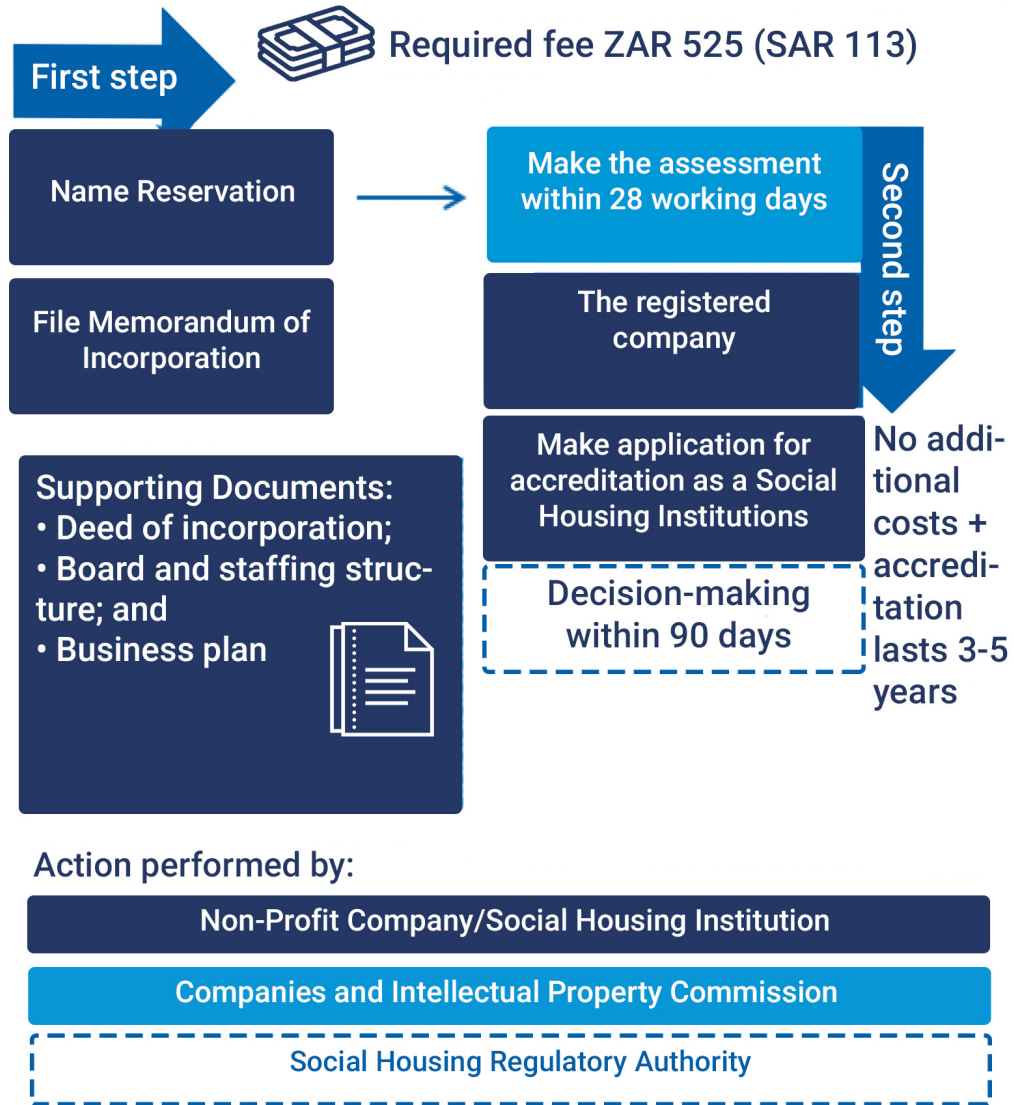 First step
Required fee ZAR 525 (SAR 113)
Name Reservation
File Memorandum of
Incorporation
Make the assessment
within 28 working days
The registered
company
Make application for
accreditation as a Social
Housing Institutions
Decision-making
within 90 days
Second step
No addi-
tional
costs +
accredi-
tation
lasts 3-5
years
Supporting Documents:
• Deed of incorporation;
• Board and staffing struc-
ture; and
• Business plan
Action performed by:
Non-Profit Company/Social Housing Institution
Companies and Intellectual Property Commission
Social Housing Regulatory Authority